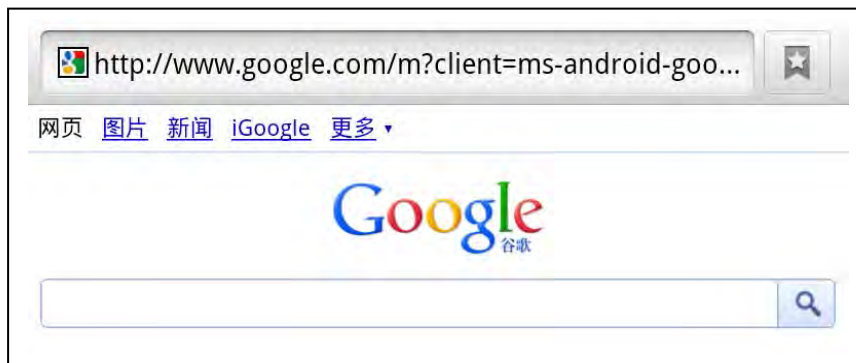 http://www.google.com/m?client=ms-android-goo...
网页 图片 新闻 iGoogle 更多
Google
谷歌